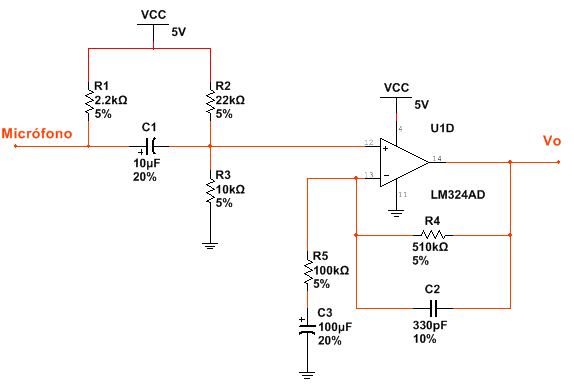 VCC
5V
R1
2.2kΩ
5%
R2
22kΩ
5%
VCC
5V
Micrófono
C1
10µF
20%
+
R3
10kΩ
5%
12
13
+
−
4
11
14
U1D
LM324AD
Vo
R4
510kΩ
5%
R5
100kΩ
5%
C2
330pF
10%
+
C3
100µF
20%